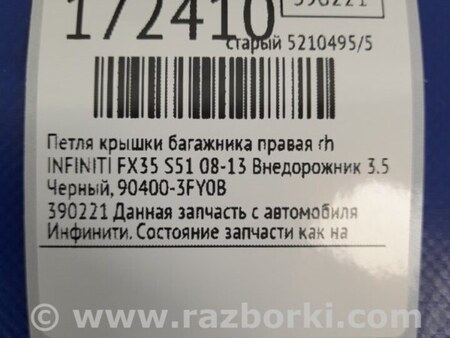 172410
390221
старый 5210495/5
Петля крышки багажника правая rh
INFINITI FX35 S51 08-13 Внедорожник 3.5
Черный, 90400-3FY0B
390221 Данная запчасть с автомобиля
Инфинити. Состояние запчасти как на
© www.razborki.com